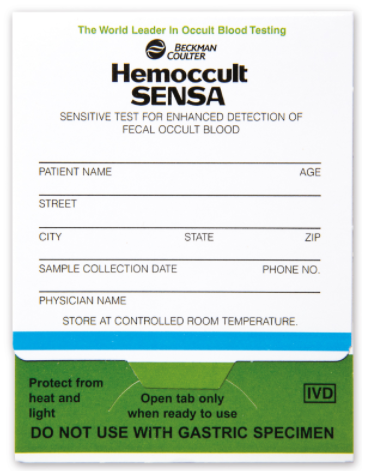 The World Leader In Occult Blood Testing
BECKMAN
COULTER
Hemoccult
SENSA
SENSITIVE TEST FOR ENHANCED DETECTION OF
FECAL OCCULT BLOOD
PATIENT NAME AGE
STREET
CITY STATE ZIP
SAMPLE COLLECTION DATE PHONE NO.
PHYSICIAN NAME
STORE AT CONTROLLED ROOM TEMPERATURE.
Protect from
heat and
light
Open tab only
when ready to use
IVD
DO NOT USE WITH GASTRIC SPECIMEN